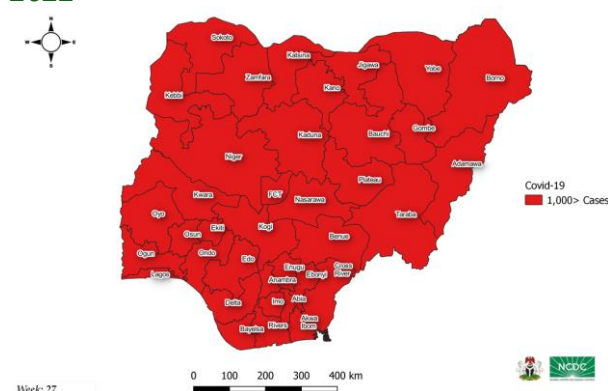 Sokoto
Katsina
Jigawa
Yobe
Borno
Zamfara
Kano
Kebbi
Kaduna
Bauchi
Gombe
Niger
Adamawa
Plateau
Kwara
FCT
Nasarawa
Taraba
Oyo
Ekiti
Kogi
Osun
Benue
Ogun
Ondo
Edo
Enugu
Ebonyi
Cross
River
Lagos
Anambra
Delta
Imo
Abia
Bayelsa
Rivers
Akwa
Ibom
Covid-19
1,000> Cases
0 100 200 300 400 km
Week: 27
NCDC